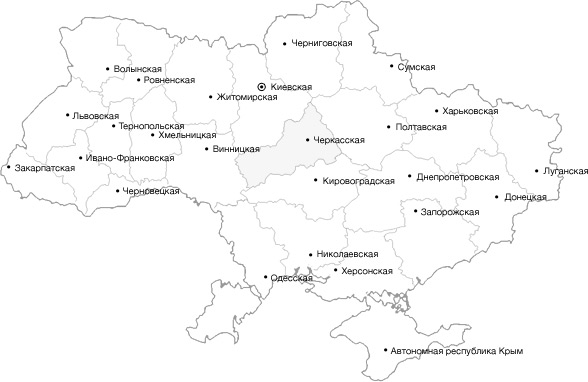 Черниговская
Сумская
Волынская
Ровненская
Киевская
Житомирская
Харьковская
Львовская
Тернопольская
Полтавская
Хмельницкая
Черкасская
Винницкая
Ивано-Франковская
Закарпатская
Луганская
Днепропетровская
Кировоградская
Черновецкая
Донецкая
Запорожская
Николаевская
Херсонская
Одесская
Автономная республика Крым